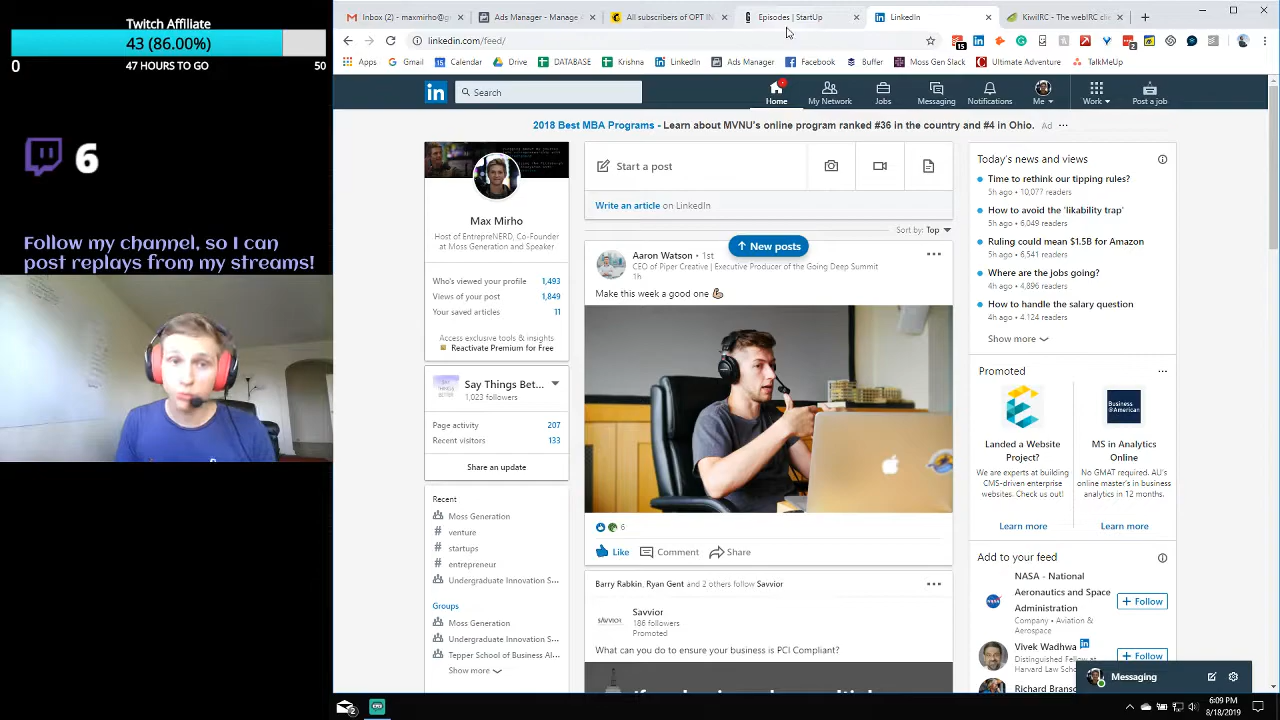 Twitch Affiliate
43 (86.00%)
0
47 HOURS TO GO
50
6
Follow my channel, so I can
post replays from my streams!
Inbox (2) - maxmirho@g
Ads Manager - Manage
All subscribers of OPT IN
Episodes | StartUp
LinkedIn
KiwiIRC - The webIRC cli
linkedin.com/feed/
15
2
Apps
Gmail
Calendar
Drive
DATABASE
Krishna
LinkedIn
Ads Manager
Facebook
Buffer
Moss Gen Slack
Ultimate Adventure
TalkMeUp
in
Search
Home
My Network
Jobs
Messaging
Notifications
Me
Work
Post a job
2018 Best MBA Programs - Learn about MVNU's online program ranked #36 in the country and #4 in Ohio. Ad ...
Max Mirho
Host of EntrepreNERD, Co-Founder
at Moss Generation and Speaker
Who's viewed your profile 1,493
Views of your post 1,849
Your saved articles 11
Access exclusive tools & insights
Reactivate Premium for Free
Say Things Bet...
1,023 followers
Page activity 207
Recent visitors 133
Share an update
Recent
Moss Generation
# venture
# startups
# entrepreneur
Undergraduate Innovation S...
Groups
Moss Generation
Undergraduate Innovation S...
Tepper School of Business Al...
Show more
Start a post
Write an article on LinkedIn
Sort by: Top
New posts
Aaron Watson • 1st
CEO of Piper Creative | Executive Producer of the Going Deep Summit
1h
Make this week a good one 💪
6
Like
Comment
Share
Barry Rabkin, Ryan Gent and 2 others follow Savvior
SAVVIOR
Savvior
186 followers
Promoted
What can you do to ensure your business is PCI Compliant?
Today's news and views
Time to rethink our tipping rules?
5h ago • 10,077 readers
How to avoid the 'likability trap'
5h ago • 6,049 readers
Ruling could mean $1.5B for Amazon
5h ago • 6,541 readers
Where are the jobs going?
4h ago • 4,896 readers
How to handle the salary question
4h ago • 4,124 readers
Show more
Promoted
Business @American
Landed a Website
Project?
We are experts at building
CMS-driven enterprise
websites. Check us out!
Learn more
MS in Analytics
Online
No GMAT required. AU's
online master's in business
analytics in 12 months.
Learn more
Add to your feed
NASA - National
Aeronautics and Space
Administration
Company • Aviation &
Aerospace
+ Follow
Vivek Wadhwa in
Distinguished Fellow at
Harvard Law School
+ Follow
Richard Branson
Messaging
6:09 PM
8/18/2019